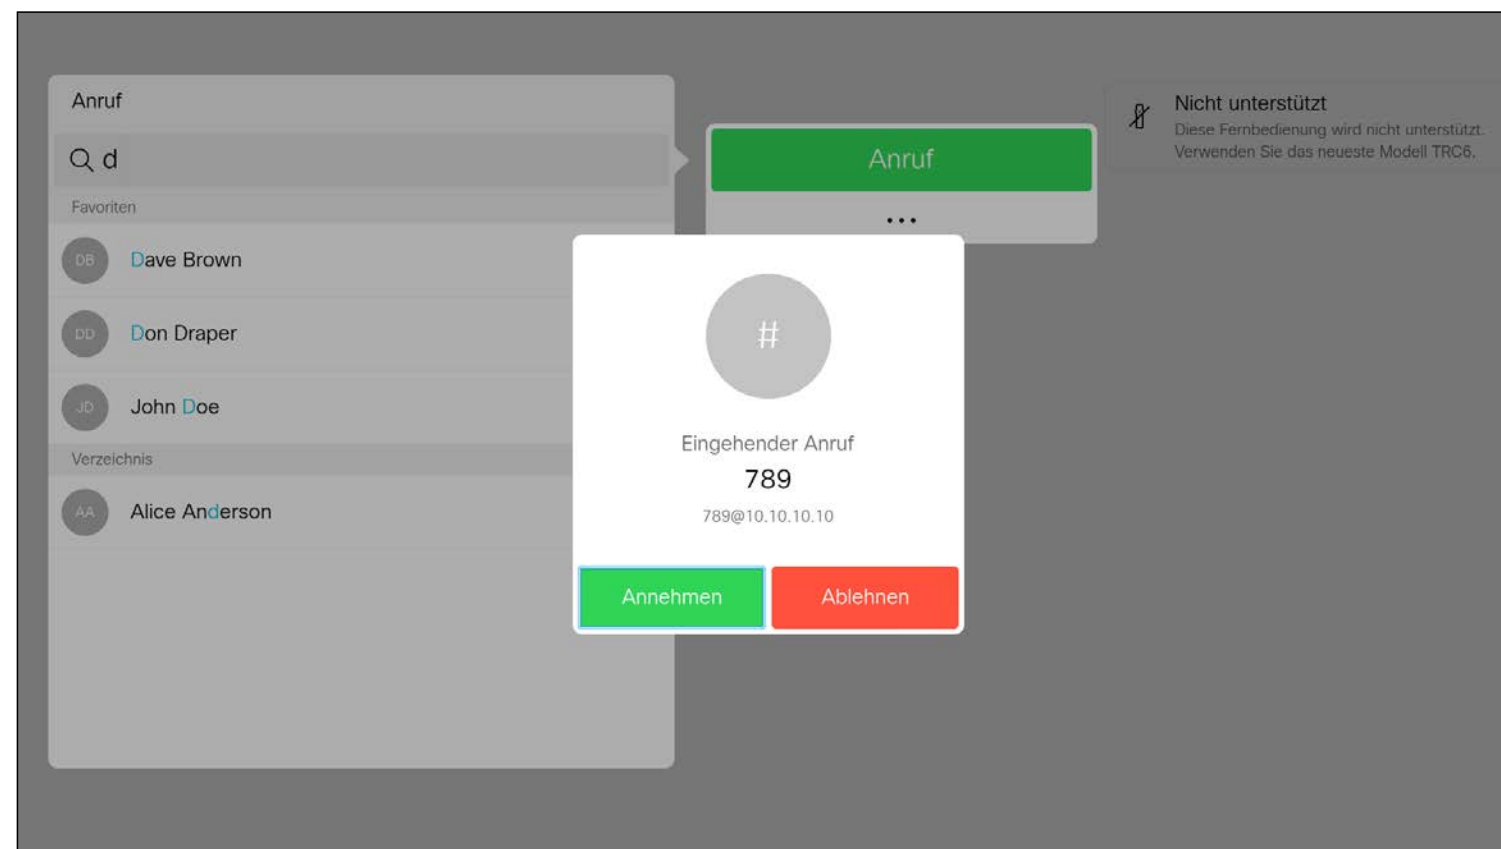 Anruf
d
Favoriten
DB
Dave Brown
DD
Don Draper
JD
John Doe
Verzeichnis
AA
Alice Anderson
Anruf
...
Nicht unterstützt
Diese Fernbedienung wird nicht unterstützt.
Verwenden Sie das neueste Modell TRC6.
#
Eingehender Anruf
789
789@10.10.10.10
Annehmen
Ablehnen